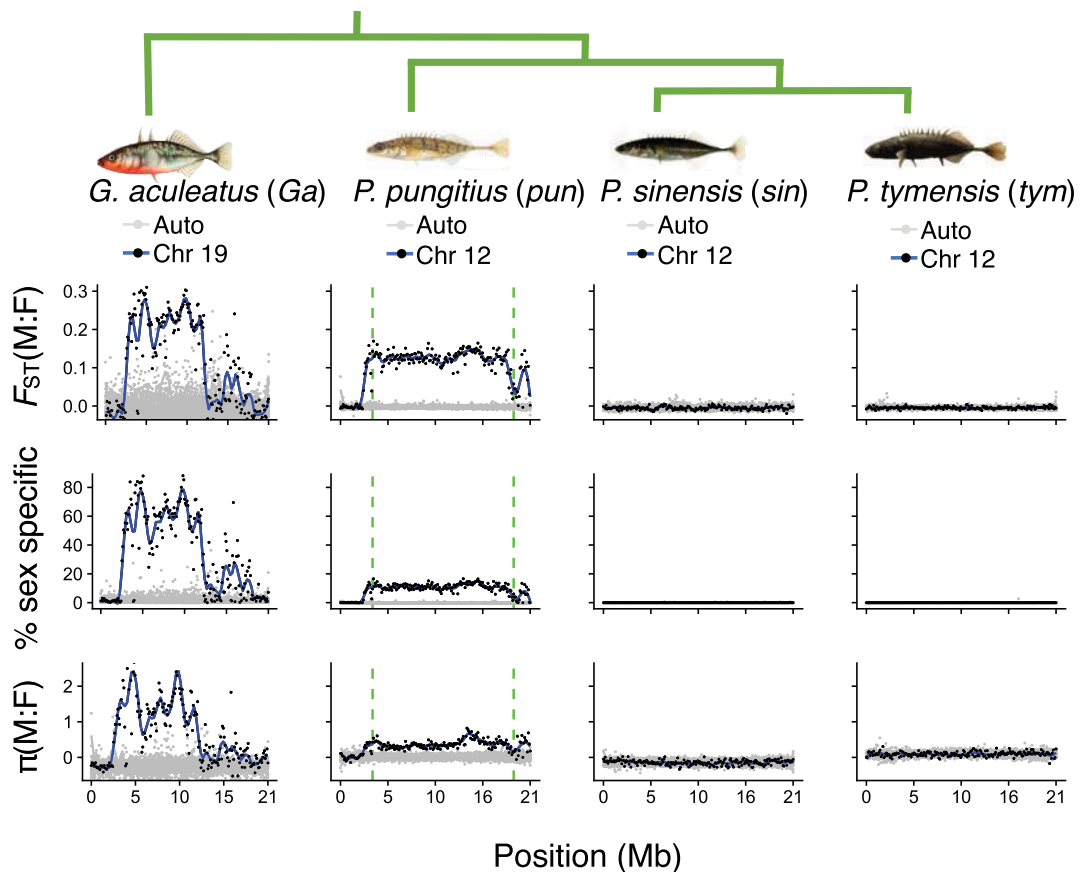 G. aculeatus (Ga)
P. pungitius (pun)
P. sinensis (sin)
P. tymensis (tym)
Auto
Chr 19
Auto
Chr 12
Auto
Chr 12
Auto
Chr 12
FST(M:F)
0.3
0.2
0.1
0.0
% sex specific
80
60
40
20
0
π(M:F)
2
1
0
0 5 10 15 21
0 5 10 16 21
0 5 10 16 21
0 5 10 16 21
Position (Mb)